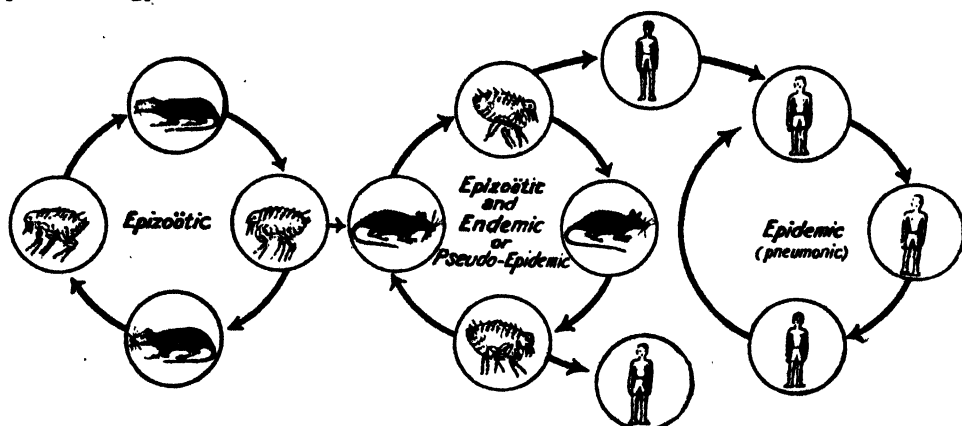 Epizoötic
Epizoötic
and
Endemic
or
Pseudo-Epidemic
Epidemic
(pneumonic)